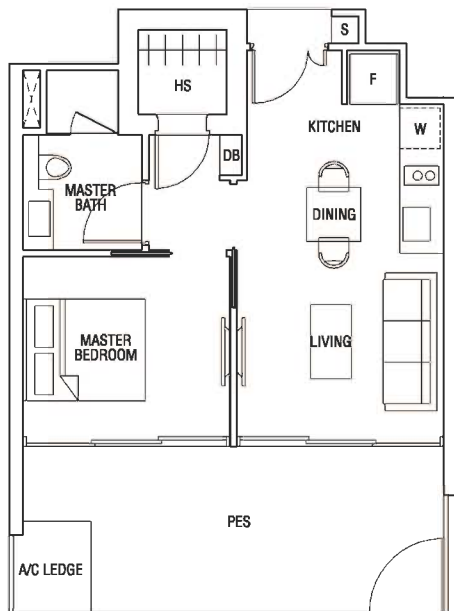 S
HS
F
KITCHEN
W
DB
MASTER
BATH
DINING
MASTER
BEDROOM
LIVING
PES
A/C LEDGE